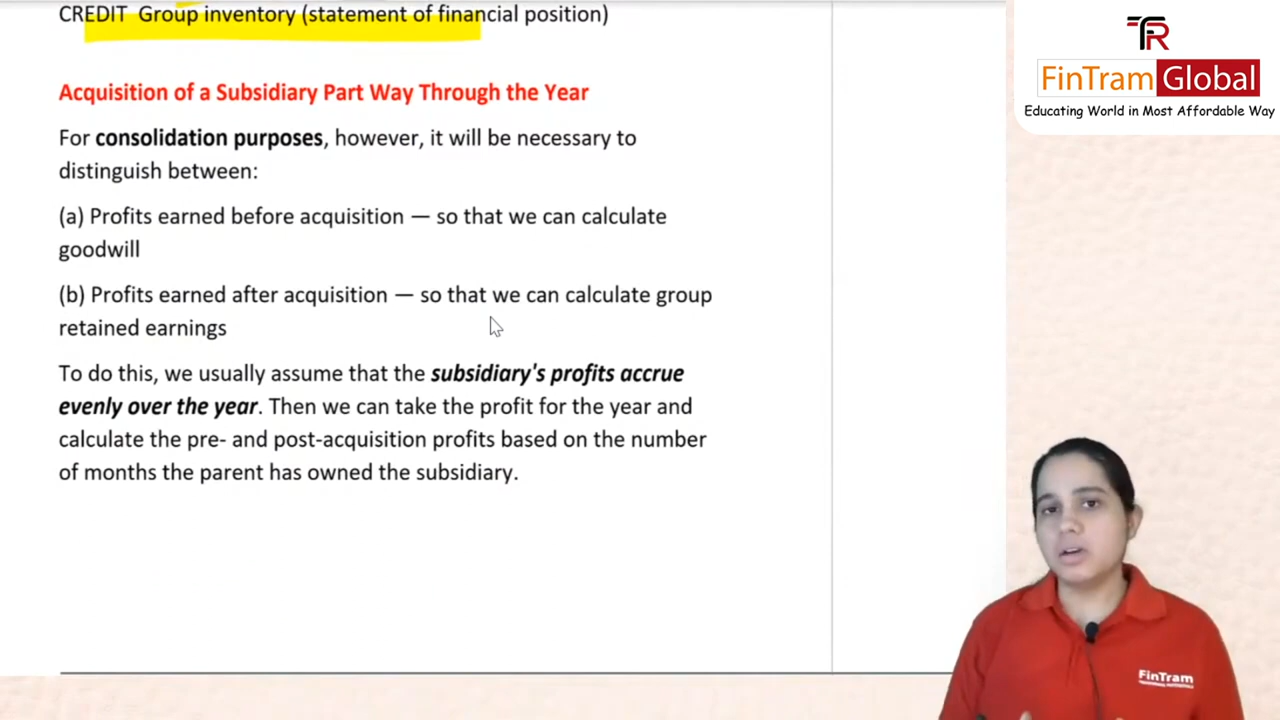 CREDIT Group inventory (statement of financial position)
Acquisition of a Subsidiary Part Way Through the Year
For consolidation purposes, however, it will be necessary to
distinguish between:
(a) Profits earned before acquisition — so that we can calculate
goodwill
(b) Profits earned after acquisition — so that we can calculate group
retained earnings
To do this, we usually assume that the subsidiary's profits accrue
evenly over the year. Then we can take the profit for the year and
calculate the pre- and post-acquisition profits based on the number
of months the parent has owned the subsidiary.
TR
FinTram Global
Educating World in Most Affordable Way
FinTram